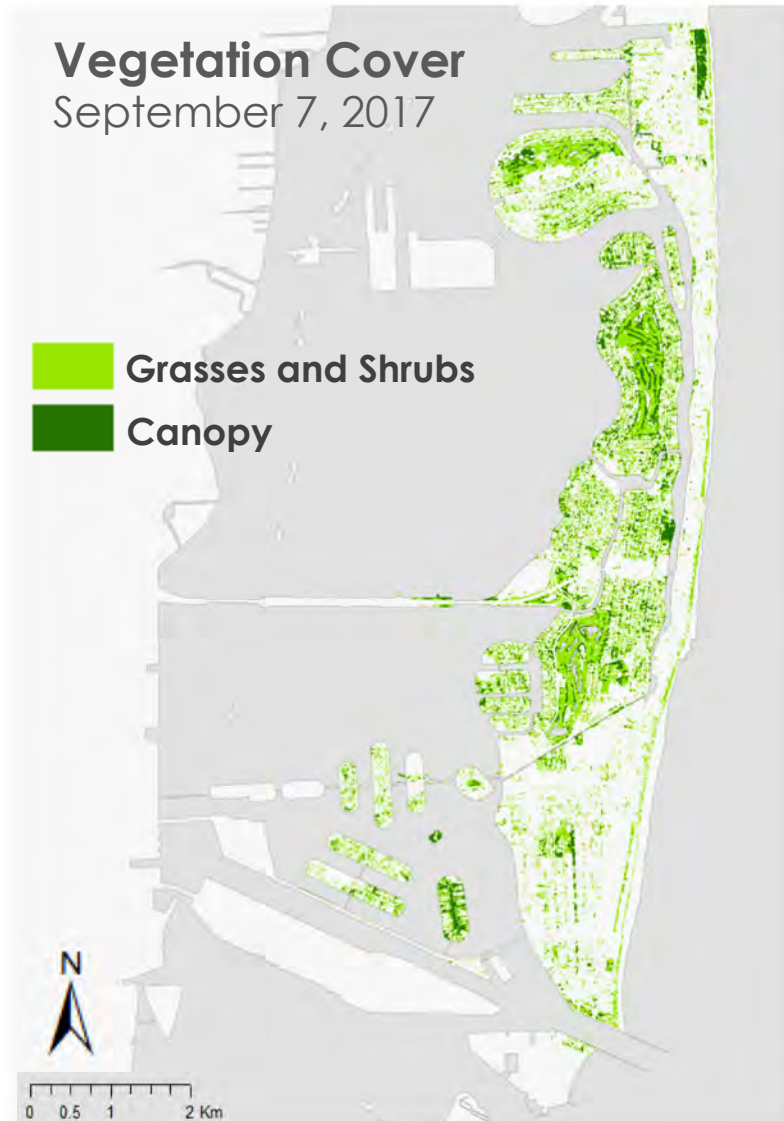 Vegetation Cover
September 7, 2017
Grasses and Shrubs
Canopy
N
0 0.5 1 2 Km